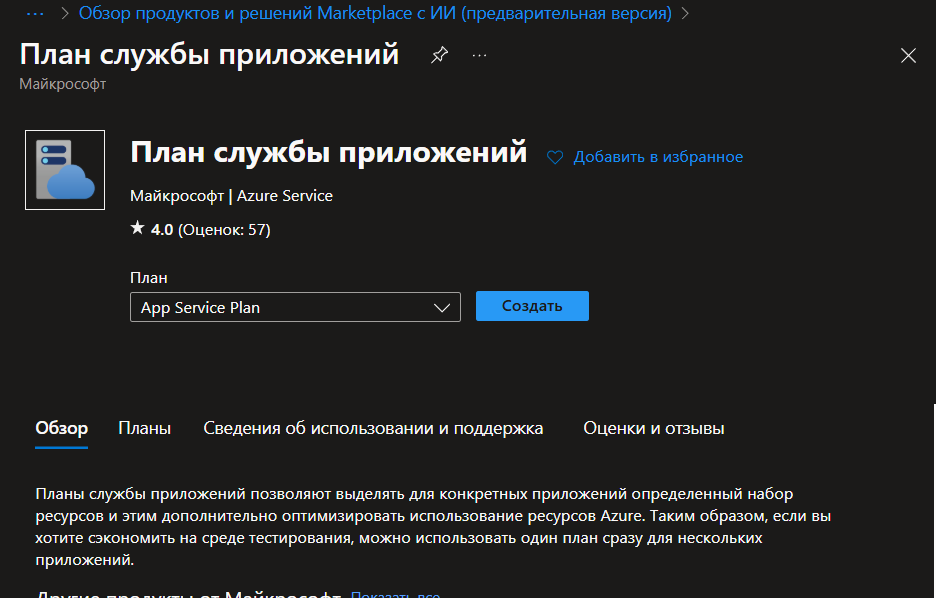 ··· > Обзор продуктов и решений Marketplace с ИИ (предварительная версия) >
План службы приложений ···
Майкрософт
План службы приложений
Добавить в избранное
Майкрософт | Azure Service
★ 4.0 (Оценок: 57)
План
App Service Plan
Создать
Обзор Планы Сведения об использовании и поддержка Оценки и отзывы
Планы службы приложений позволяют выделять для конкретных приложений определенный набор
ресурсов и этим дополнительно оптимизировать использование ресурсов Azure. Таким образом, если вы
хотите сэкономить на среде тестирования, можно использовать один план сразу для нескольких
приложений.
Другие продукты от Майкрософт Показать все